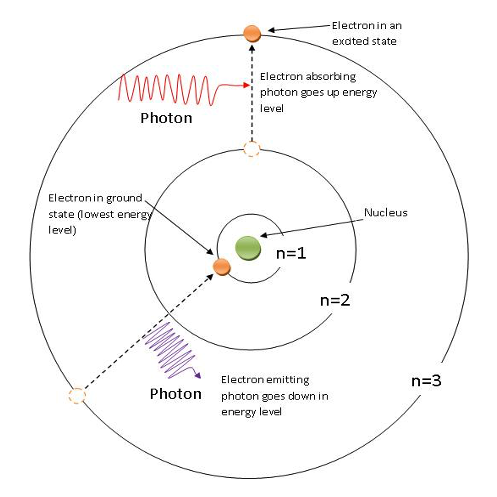 Electron in an
excited state
Electron absorbing
photon goes up energy
level
Photon
Electron in ground
state (lowest energy
level)
Nucleus
n=1
n=2
n=3
Photon
Electron emitting
photon goes down in
energy level